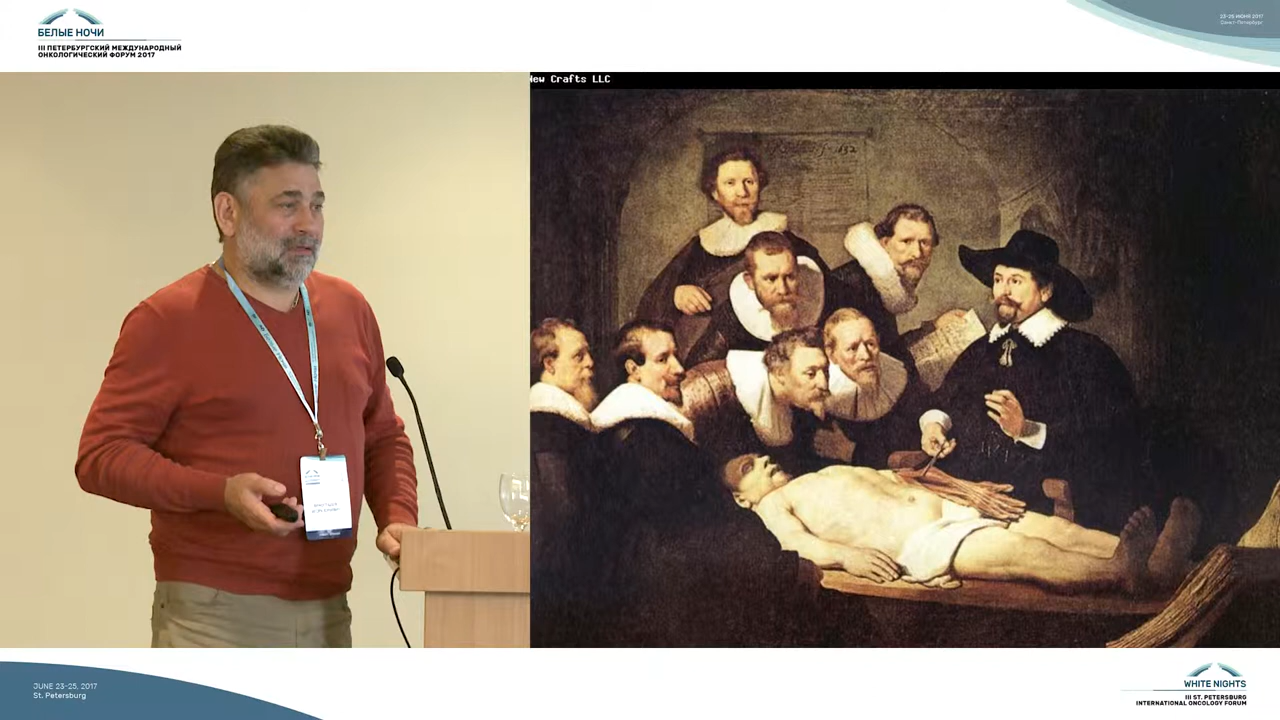 БЕЛЫЕ НОЧИ
III ПЕТЕРБУРГСКИЙ МЕЖДУНАРОДНЫЙ
ОНКОЛОГИЧЕСКИЙ ФОРУМ 2017
23-25 ИЮНЯ 2017
Санкт-Петербург
New Crafts LLC
JUNE 23-25, 2017
St. Petersburg
WHITE NIGHTS
III ST. PETERSBURG
INTERNATIONAL ONCOLOGY FORUM